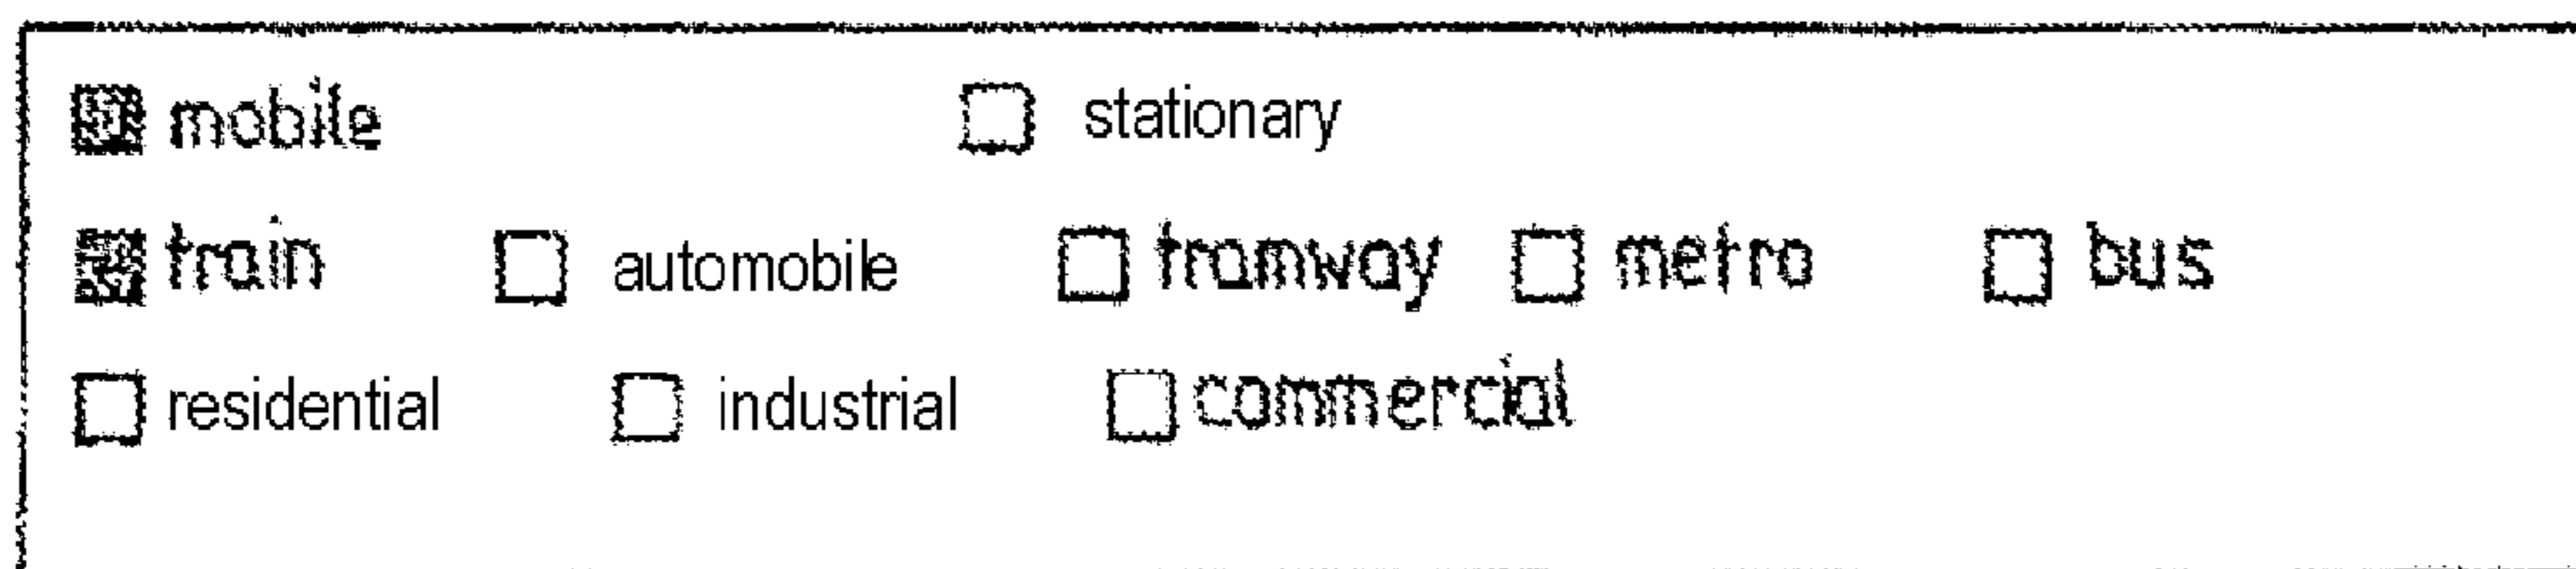 mobile stationary
train automobile tramway metro bus
residential industrial commercial